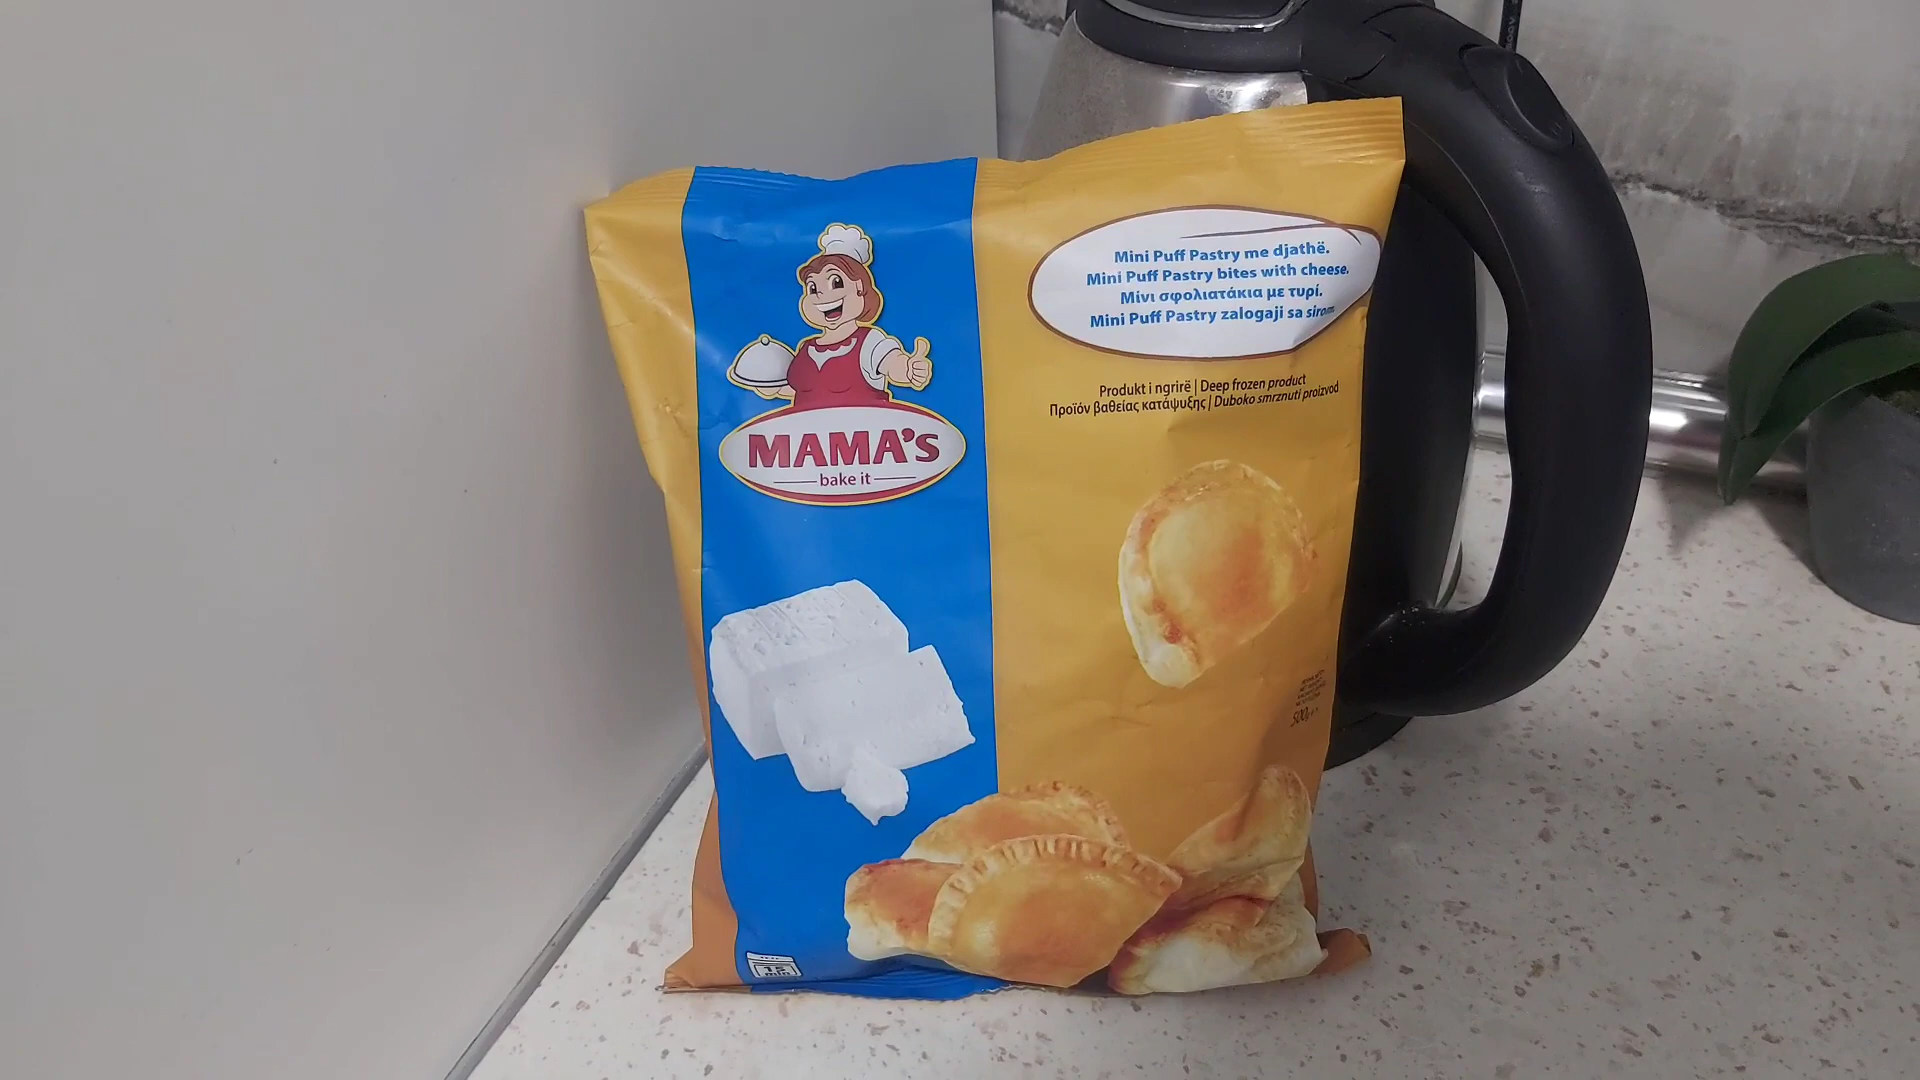 MAMA'S
bake it
Mini Puff Pastry me djathë.
Mini Puff Pastry bites with cheese.
Μίνι σφολιατάκια με τυρί.
Mini Puff Pastry zalogaji sa sirom
Produkt i ngrirë | Deep frozen product
Προϊόν βαθείας κατάψυξης | Duboko smrznuti proizvod
500g e
15
min